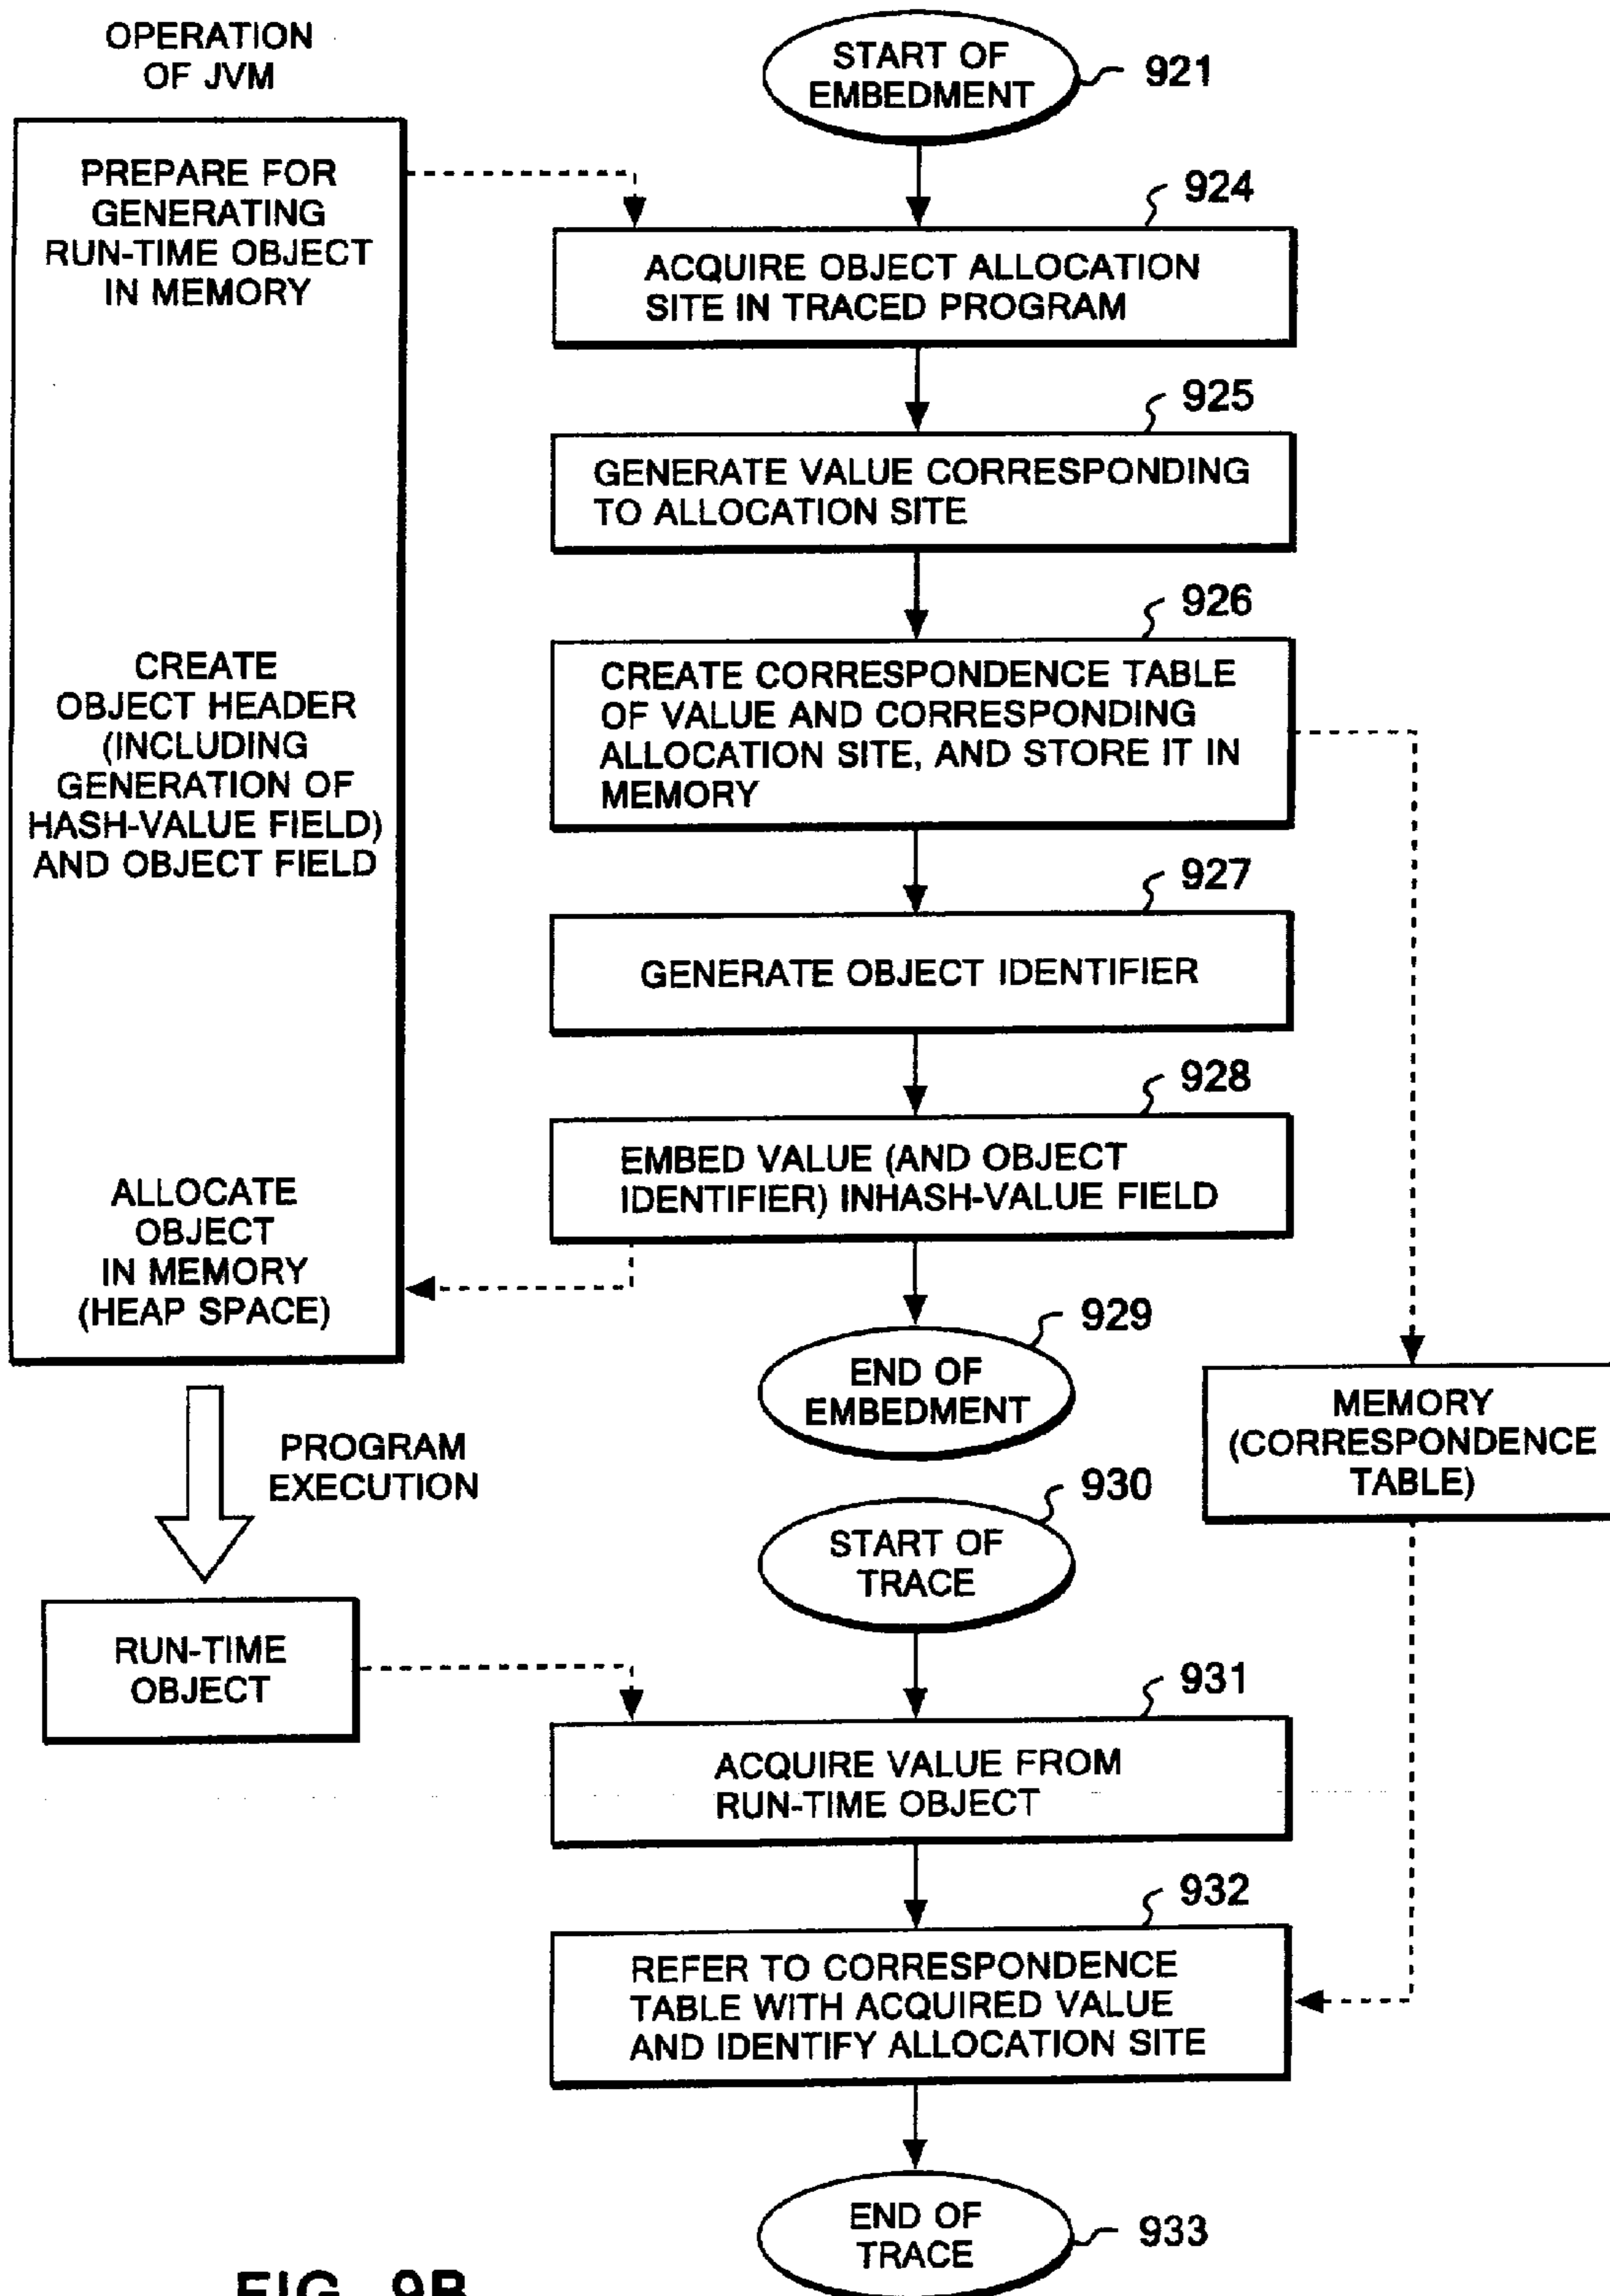 OPERATION
OF JVM
START OF
EMBEDMENT
921
PREPARE FOR
GENERATING
RUN-TIME OBJECT
IN MEMORY
924
ACQUIRE OBJECT ALLOCATION
SITE IN TRACED PROGRAM
925
GENERATE VALUE CORRESPONDING
TO ALLOCATION SITE
926
CREATE CORRESPONDENCE TABLE
OF VALUE AND CORRESPONDING
ALLOCATION SITE, AND STORE IT IN
MEMORY
CREATE
OBJECT HEADER
(INCLUDING
GENERATION OF
HASH-VALUE FIELD)
AND OBJECT FIELD
927
GENERATE OBJECT IDENTIFIER
928
EMBED VALUE (AND OBJECT
IDENTIFIER) INHASH-VALUE FIELD
ALLOCATE
OBJECT
IN MEMORY
(HEAP SPACE)
929
END OF
EMBEDMENT
MEMORY
(CORRESPONDENCE
TABLE)
PROGRAM
EXECUTION
930
START OF
TRACE
RUN-TIME
OBJECT
931
ACQUIRE VALUE FROM
RUN-TIME OBJECT
932
REFER TO CORRESPONDENCE
TABLE WITH ACQUIRED VALUE
AND IDENTIFY ALLOCATION SITE
END OF
TRACE
933
FIG. 9B